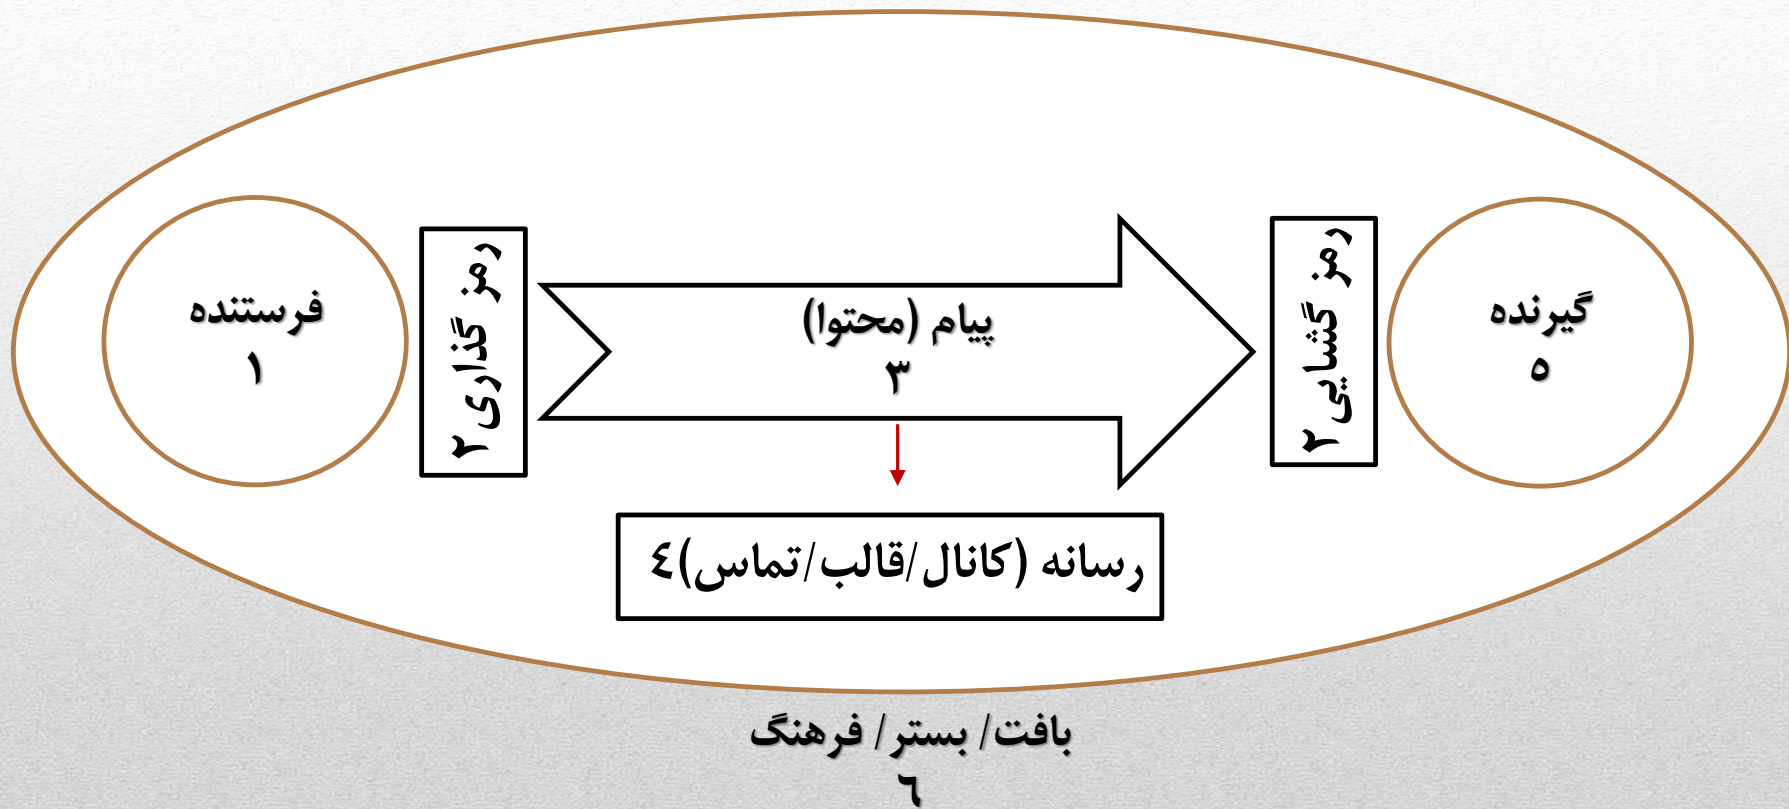 فرستنده
۱
رمز گذاری۲
پیام (محتوا)
۳
رسانه (کانال/قالب/تماس)٤
رمز گشایی۲
گیرنده
٥
بافت/ بستر/ فرهنگ
٦